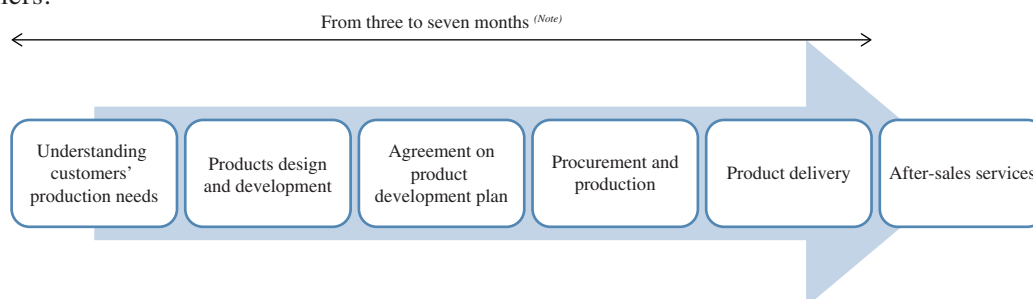 From three to seven months (Note)
Understanding
customers’
production needs
Products design
and development
Agreement on
product
development plan
Procurement and
production
Product delivery
After-sales services